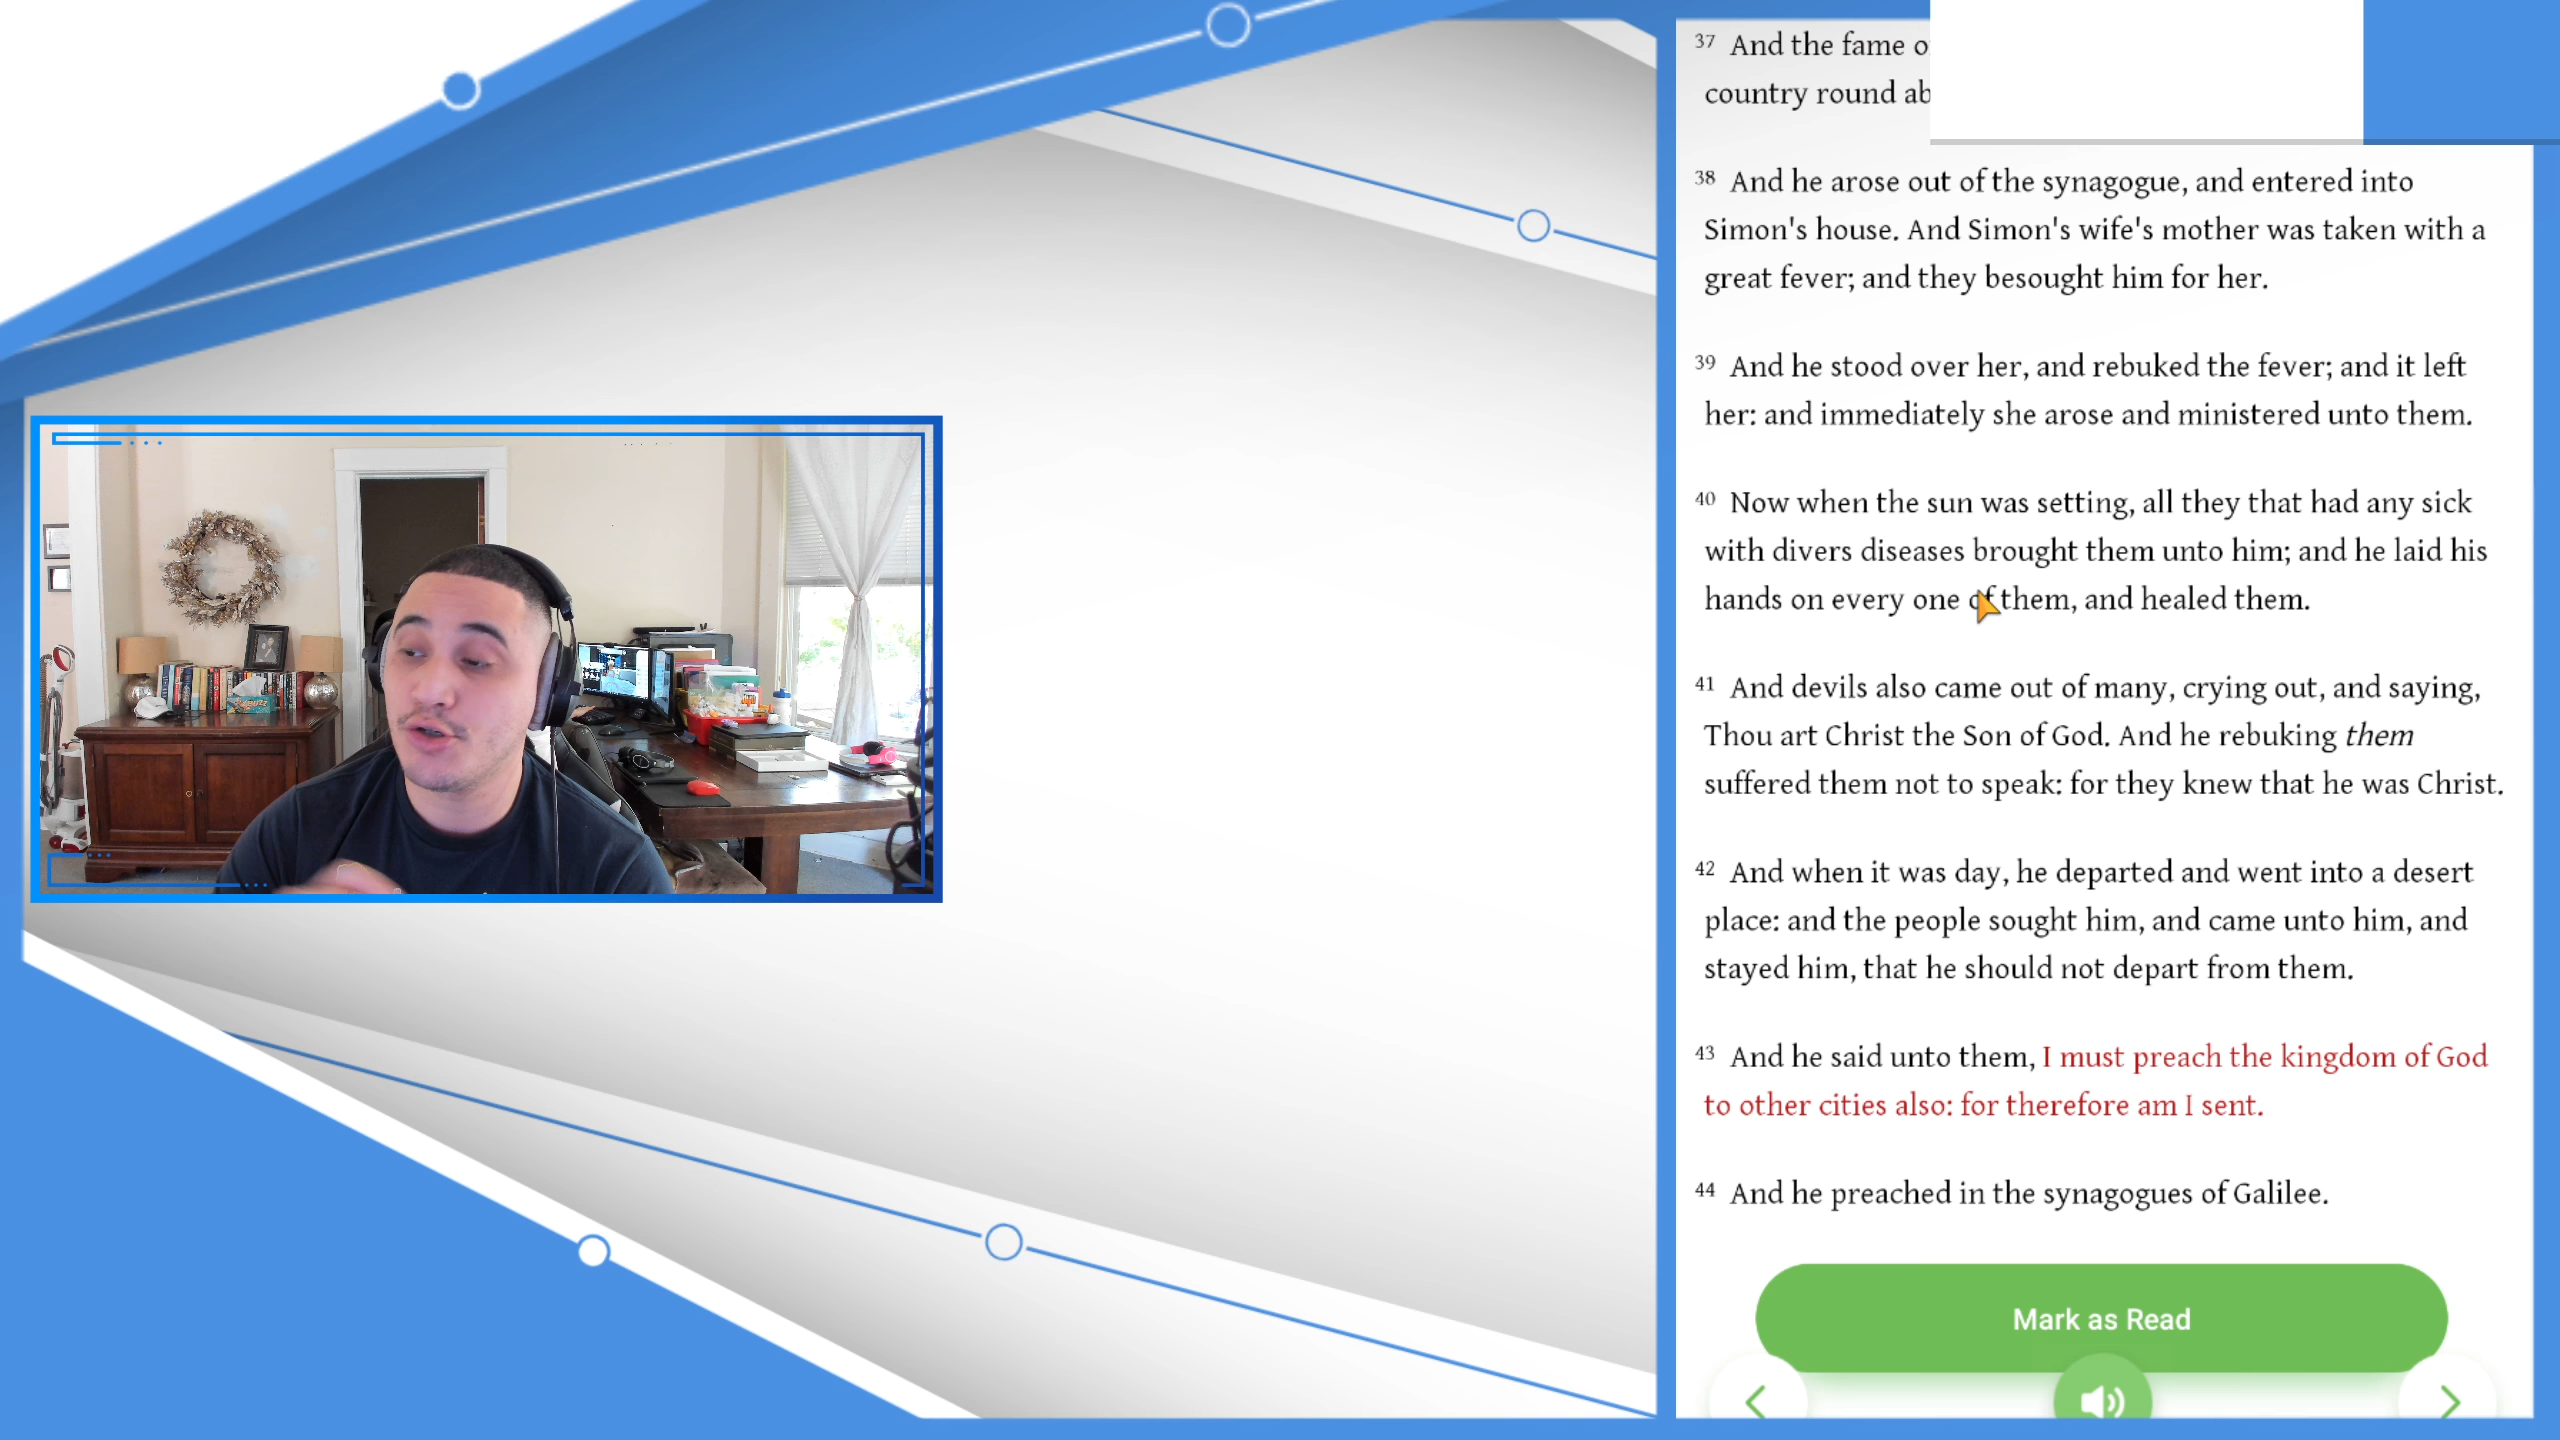 37 And the fame o
country round ab
38 And he arose out of the synagogue, and entered into
Simon's house. And Simon's wife's mother was taken with a
great fever; and they besought him for her.
39 And he stood over her, and rebuked the fever; and it left
her: and immediately she arose and ministered unto them.
40 Now when the sun was setting, all they that had any sick
with divers diseases brought them unto him; and he laid his
hands on every one of them, and healed them.
41 And devils also came out of many, crying out, and saying,
Thou art Christ the Son of God. And he rebuking them
suffered them not to speak: for they knew that he was Christ.
42 And when it was day, he departed and went into a desert
place: and the people sought him, and came unto him, and
stayed him, that he should not depart from them.
43 And he said unto them, I must preach the kingdom of God
to other cities also: for therefore am I sent.
44 And he preached in the synagogues of Galilee.
Mark as Read